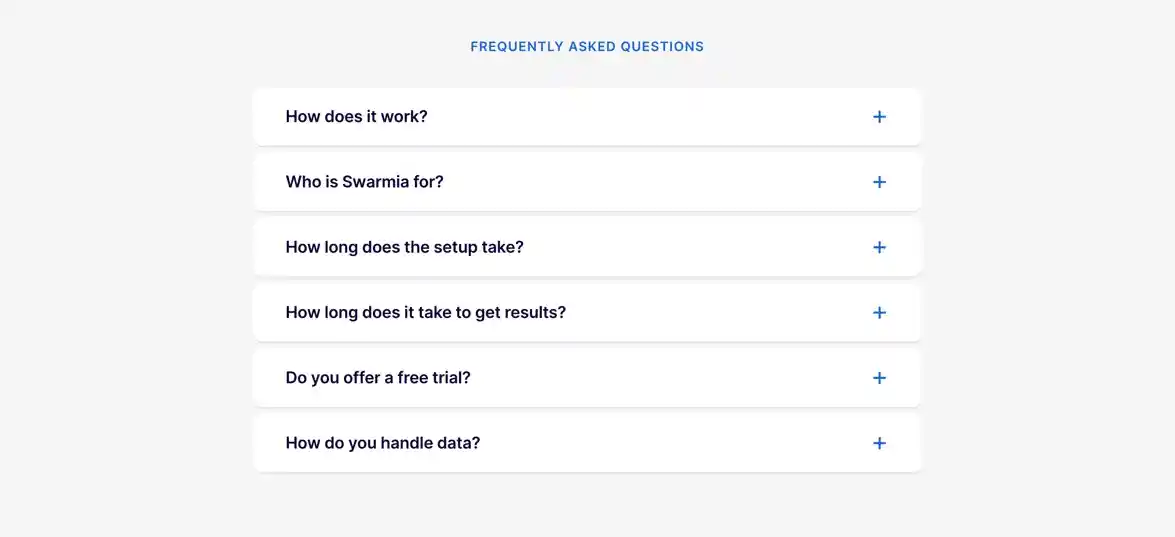 FREQUENTLY ASKED QUESTIONS
How does it work?
Who is Swarmia for?
How long does the setup take?
How long does it take to get results?
Do you offer a free trial?
How do you handle data?